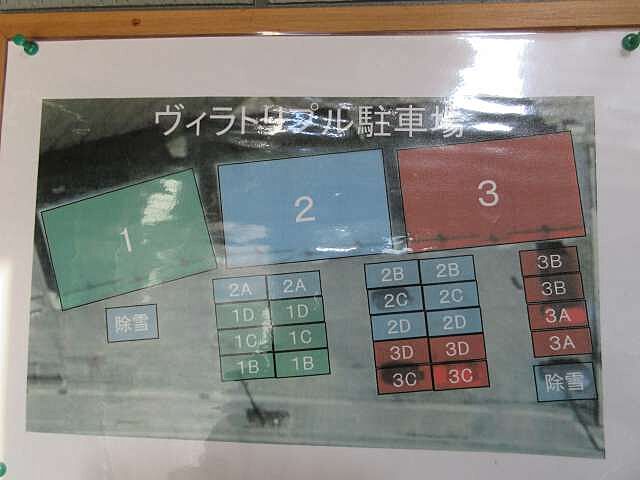 ヴィラトリプル駐車場
1
2
3
除雪
2A 2A
1D 1D
1C 1C
1B 1B
2B 2B
2C 2C
2D 2D
3D 3D
3C 3C
3B
3B
3A
3A
除雪